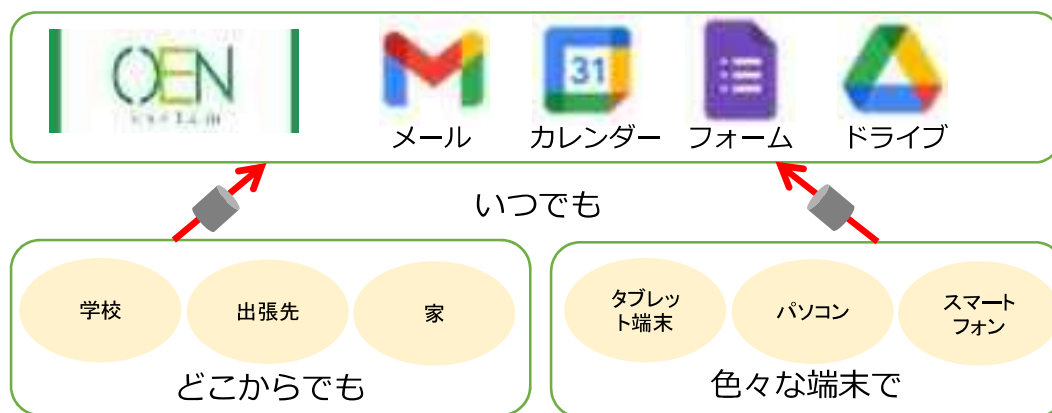 OEN
system
31
メール
カレンダー
フォーム
ドライブ
いつでも
学校
出張先
家
どこからでも
タブレッ
ト端末
パソコン
スマート
フォン
色々な端末で